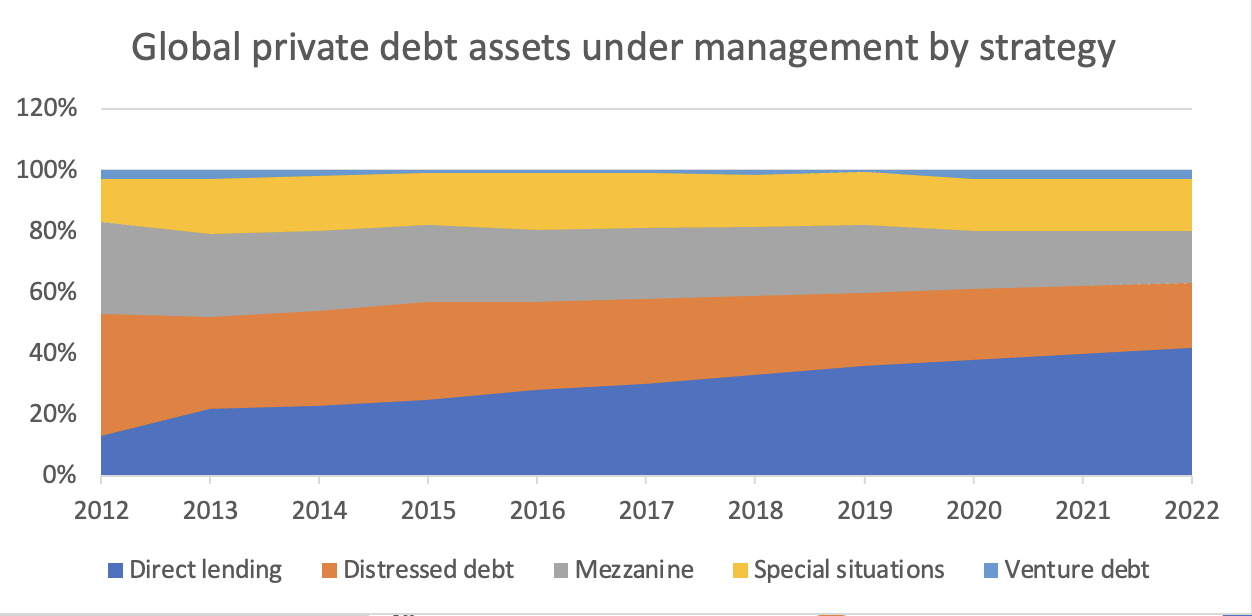 Global private debt assets under management by strategy
120%
100%
80%
60%
40%
20%
0%
2012 2013 2014 2015 2016 2017 2018 2019 2020 2021 2022
Direct lending Distressed debt Mezzanine Special situations Venture debt